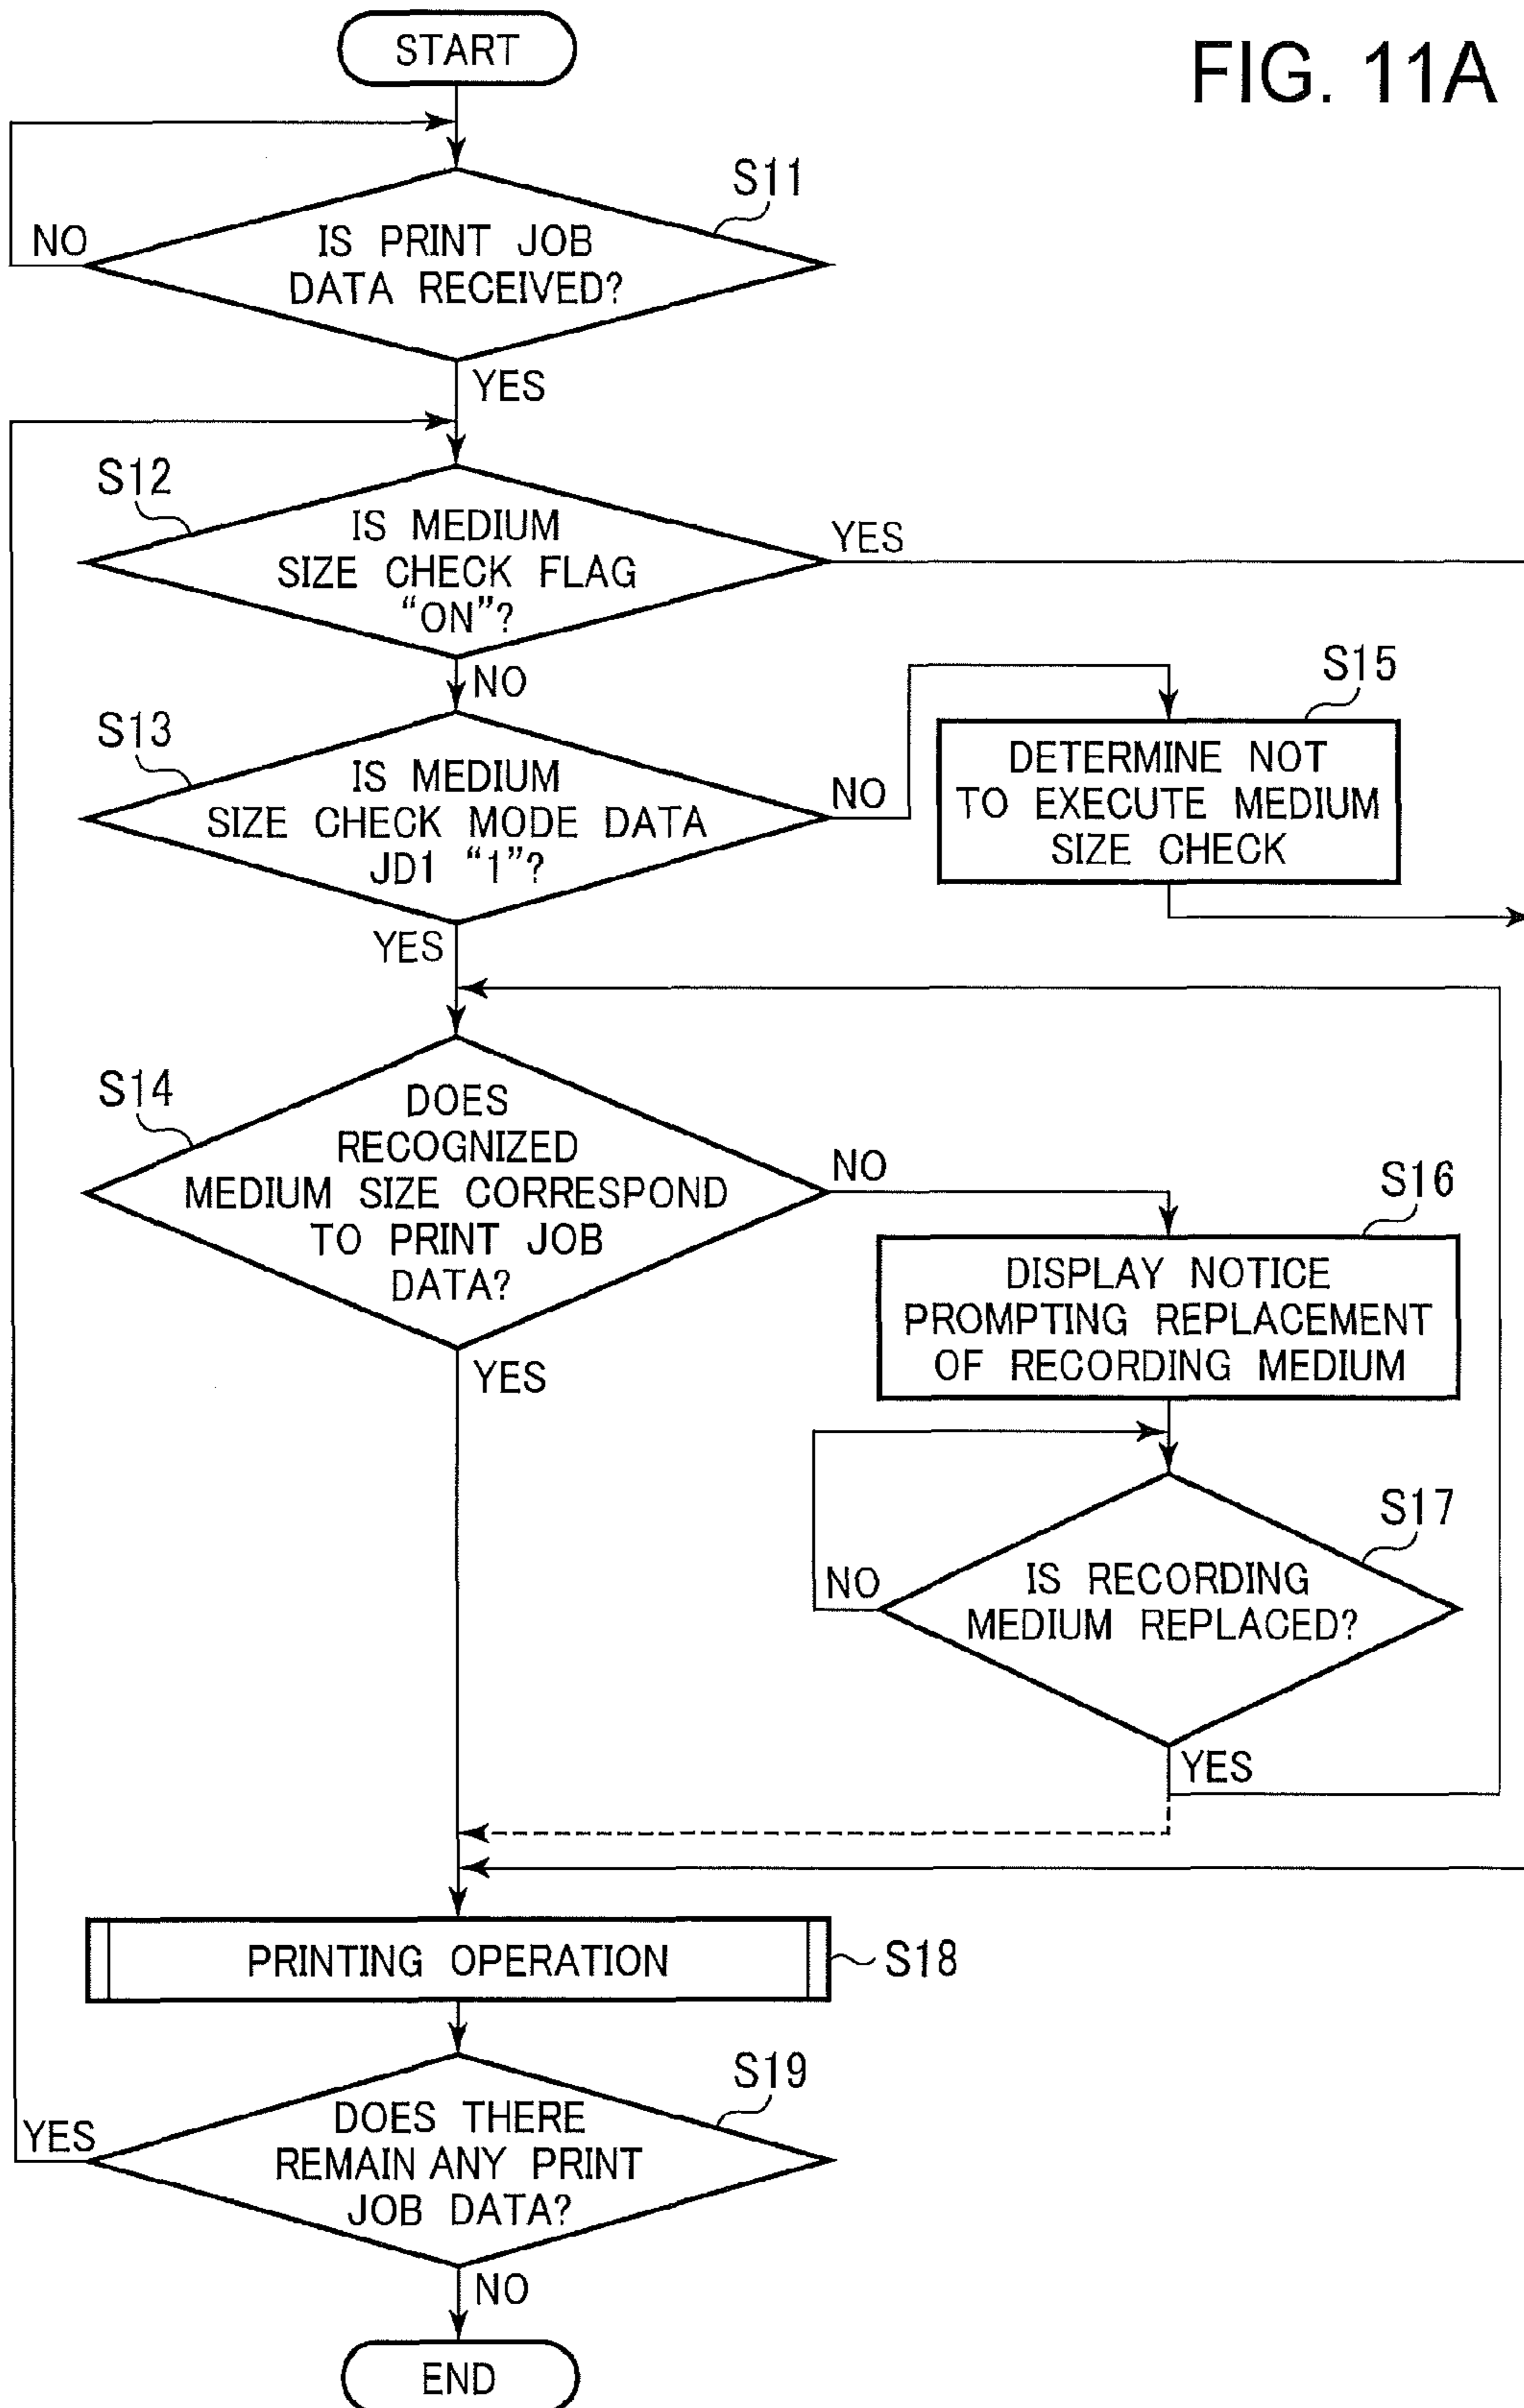 FIG. 11A
START
S11
IS PRINT JOB
DATA RECEIVED?
NO
YES
S12
IS MEDIUM
SIZE CHECK FLAG
“ON”?
YES
NO
S13
IS MEDIUM
SIZE CHECK MODE DATA
JD1 “1”?
NO
YES
S15
DETERMINE NOT
TO EXECUTE MEDIUM
SIZE CHECK
S14
DOES
RECOGNIZED
MEDIUM SIZE CORRESPOND
TO PRINT JOB
DATA?
NO
YES
S16
DISPLAY NOTICE
PROMPTING REPLACEMENT
OF RECORDING MEDIUM
S17
IS RECORDING
MEDIUM REPLACED?
NO
YES
PRINTING OPERATION
S18
S19
DOES THERE
REMAIN ANY PRINT
JOB DATA?
YES
NO
END